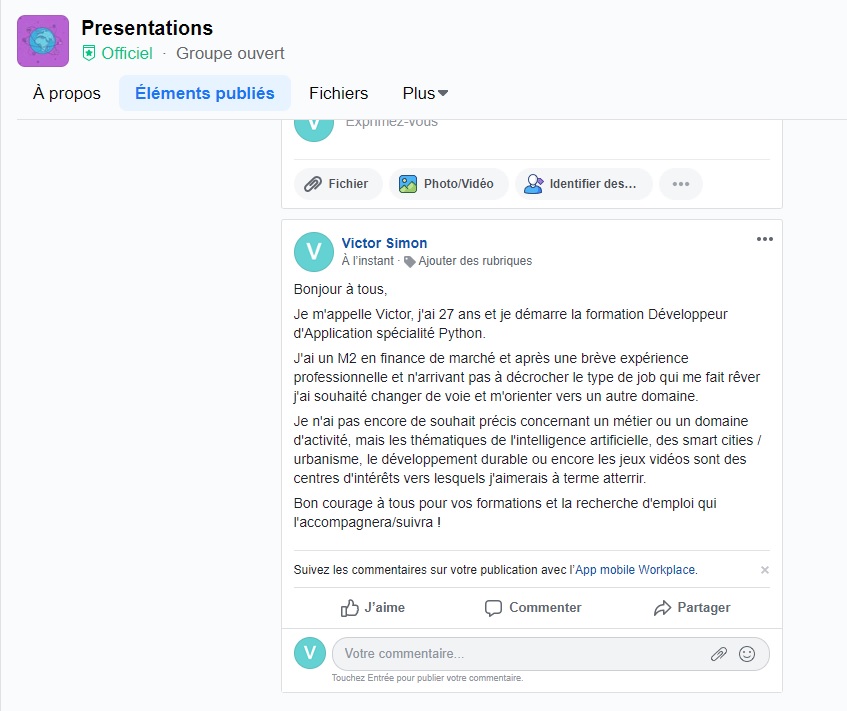 Presentations
Officiel · Groupe ouvert
À propos
Éléments publiés
Fichiers
Plus
V
Exprimez-vous
Fichier
Photo/Vidéo
Identifier des...
V
Victor Simon
À l'instant · Ajouter des rubriques
Bonjour à tous,
Je m'appelle Victor, j'ai 27 ans et je démarre la formation Développeur
d'Application spécialité Python.
J'ai un M2 en finance de marché et après une brève expérience
professionnelle et n'arrivant pas à décrocher le type de job qui me fait rêver
j'ai souhaité changer de voie et m'orienter vers un autre domaine.
Je n'ai pas encore de souhait précis concernant un métier ou un domaine
d'activité, mais les thématiques de l'intelligence artificielle, des smart cities /
urbanisme, le développement durable ou encore les jeux vidéos sont des
centres d'intérêts vers lesquels j'aimerais à terme atterrir.
Bon courage à tous pour vos formations et la recherche d'emploi qui
l'accompagnera/suivra !
Suivez les commentaires sur votre publication avec l'App mobile Workplace.
J'aime
Commenter
Partager
V
Votre commentaire...
Touchez Entrée pour publier votre commentaire.